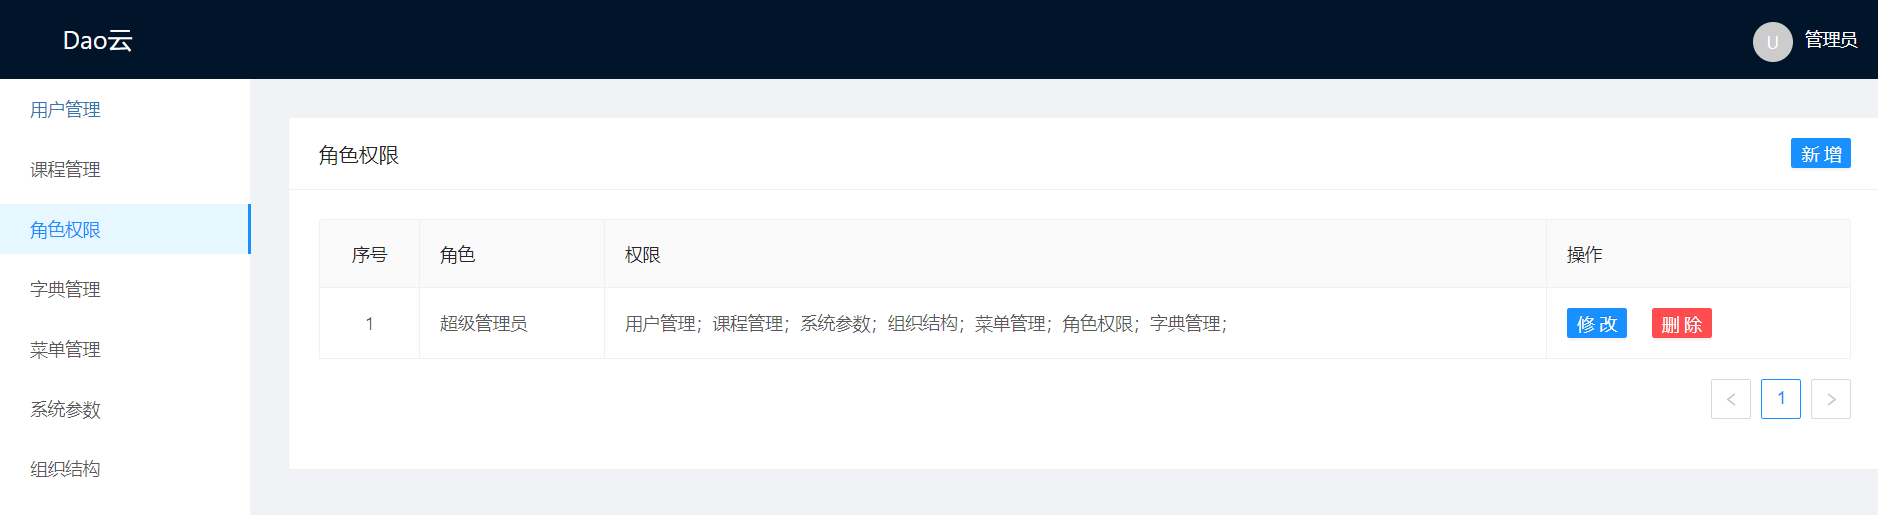 Dao云
U 管理员
用户管理
课程管理
角色权限
字典管理
菜单管理
系统参数
组织结构
角色权限 新增
序号 角色 权限 操作
1 超级管理员 用户管理；课程管理；系统参数；组织结构；菜单管理；角色权限；字典管理； 修改 删除
< 1 >